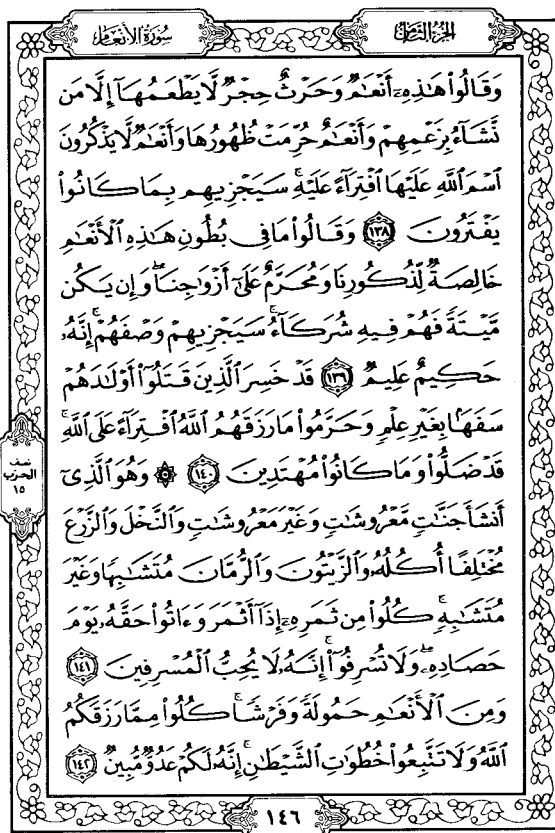 سُورَةُ الأَنْعَامِ
الجُزْءُ الثَّامِنُ
وَقَالُوا۟ هَٰذِهِۦٓ أَنْعَٰمٌ وَحَرْثٌ حِجْرٌ لَّا يَطْعَمُهَآ إِلَّا مَن
نَّشَآءُ بِزَعْمِهِمْ وَأَنْعَٰمٌ حُرِّمَتْ ظُهُورُهَا وَأَنْعَٰمٌ لَّا يَذْكُرُونَ
ٱسْمَ ٱللَّهِ عَلَيْهَا ٱفْتِرَآءً عَلَيْهِ ۚ سَيَجْزِيهِم بِمَا كَانُوا۟
يَفْتَرُونَ ١٣٨ وَقَالُوا۟ مَا فِى بُطُونِ هَٰذِهِ ٱلْأَنْعَٰمِ
خَالِصَةٌ لِّذُكُورِنَا وَمُحَرَّمٌ عَلَىٰٓ أَزْوَٰجِنَا ۖ وَإِن يَكُن
مَّيْتَةً فَهُمْ فِيهِ شُرَكَآءُ ۚ سَيَجْزِيهِمْ وَصْفَهُمْ ۚ إِنَّهُۥ
حَكِيمٌ عَلِيمٌ ١٣٩ قَدْ خَسِرَ ٱلَّذِينَ قَتَلُوٓا۟ أَوْلَٰدَهُمْ
سَفَهًۢا بِغَيْرِ عِلْمٍ وَحَرَّمُوا۟ مَا رَزَقَهُمُ ٱللَّهُ ٱفْتِرَآءً عَلَى ٱللَّهِ ۚ
قَدْ ضَلُّوا۟ وَمَا كَانُوا۟ مُهْتَدِينَ ١٤٠ ۞ وَهُوَ ٱلَّذِىٓ
أَنشَأَ جَنَّٰتٍ مَّعْرُوشَٰتٍ وَغَيْرَ مَعْرُوشَٰتٍ وَٱلنَّخْلَ وَٱلزَّرْعَ
مُخْتَلِفًا أُكُلُهُۥ وَٱلزَّيْتُونَ وَٱلرُّمَّانَ مُتَشَٰبِهًا وَغَيْرَ
مُتَشَٰبِهٍ ۚ كُلُوا۟ مِن ثَمَرِهِۦٓ إِذَآ أَثْمَرَ وَءَاتُوا۟ حَقَّهُۥ يَوْمَ
حَصَادِهِۦ ۖ وَلَا تُسْرِفُوٓا۟ ۚ إِنَّهُۥ لَا يُحِبُّ ٱلْمُسْرِفِينَ ١٤١
وَمِنَ ٱلْأَنْعَٰمِ حَمُولَةً وَفَرْشًا ۚ كُلُوا۟ مِمَّا رَزَقَكُمُ
ٱللَّهُ وَلَا تَتَّبِعُوا۟ خُطُوَٰتِ ٱلشَّيْطَٰنِ ۚ إِنَّهُۥ لَكُمْ عَدُوٌّ مُّبِينٌ ١٤٢
نصف
الحزب
١٥
١٤٦